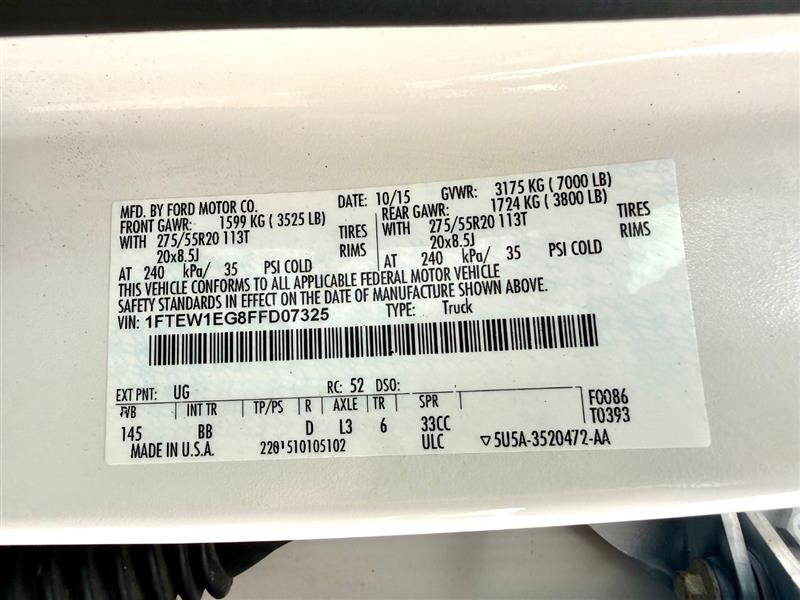 MFD. BY FORD MOTOR CO. DATE: 10/15 GVWR: 3175 KG ( 7000 LB)
FRONT GAWR: 1599 KG ( 3525 LB) REAR GAWR: 1724 KG ( 3800 LB)
WITH 275/55R20 113T TIRES WITH 275/55R20 113T TIRES
20x8.5J RIMS 20x8.5J RIMS
AT 240 kPa/ 35 PSI COLD AT 240 kPa/ 35 PSI COLD
THIS VEHICLE CONFORMS TO ALL APPLICABLE FEDERAL MOTOR VEHICLE
SAFETY STANDARDS IN EFFECT ON THE DATE OF MANUFACTURE SHOWN ABOVE.
VIN: 1FTEW1EG8FFD07325 TYPE: Truck
EXT PNT: UG RC: 52 DSO:
WB INT TR TP/PS R AXLE TR SPR F0086
145 BB D L3 6 33CC T0393
MADE IN U.S.A. 2201510105102 ULC ▽5U5A-3520472-AA